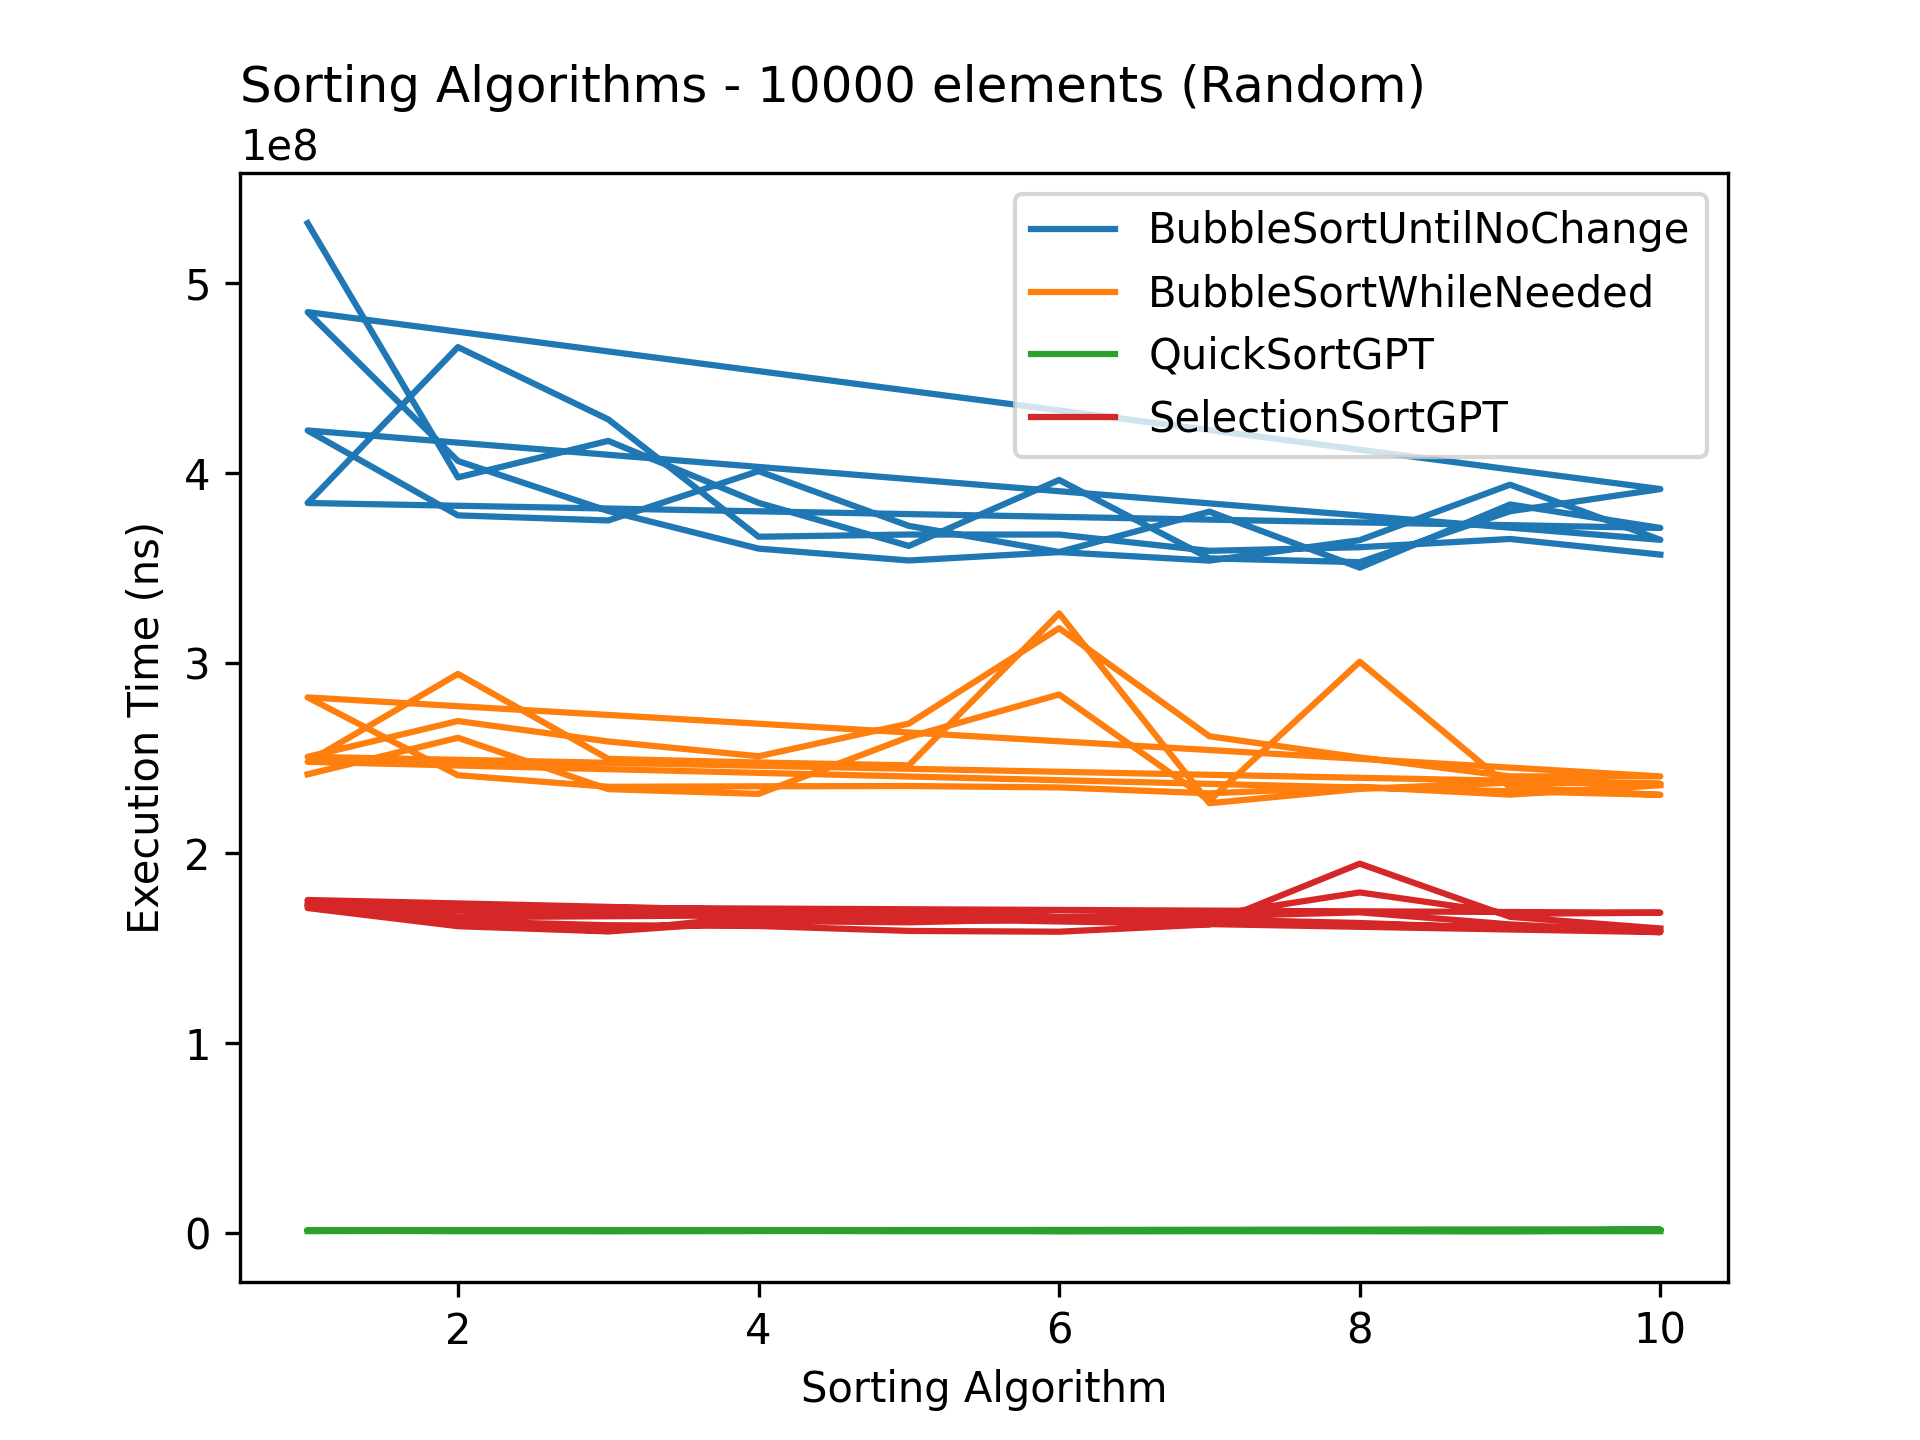 Sorting Algorithms - 10000 elements (Random)
1e8
BubbleSortUntilNoChange
BubbleSortWhileNeeded
QuickSortGPT
SelectionSortGPT
Execution Time (ns)
5
4
3
2
1
0
2 4 6 8 10
Sorting Algorithm